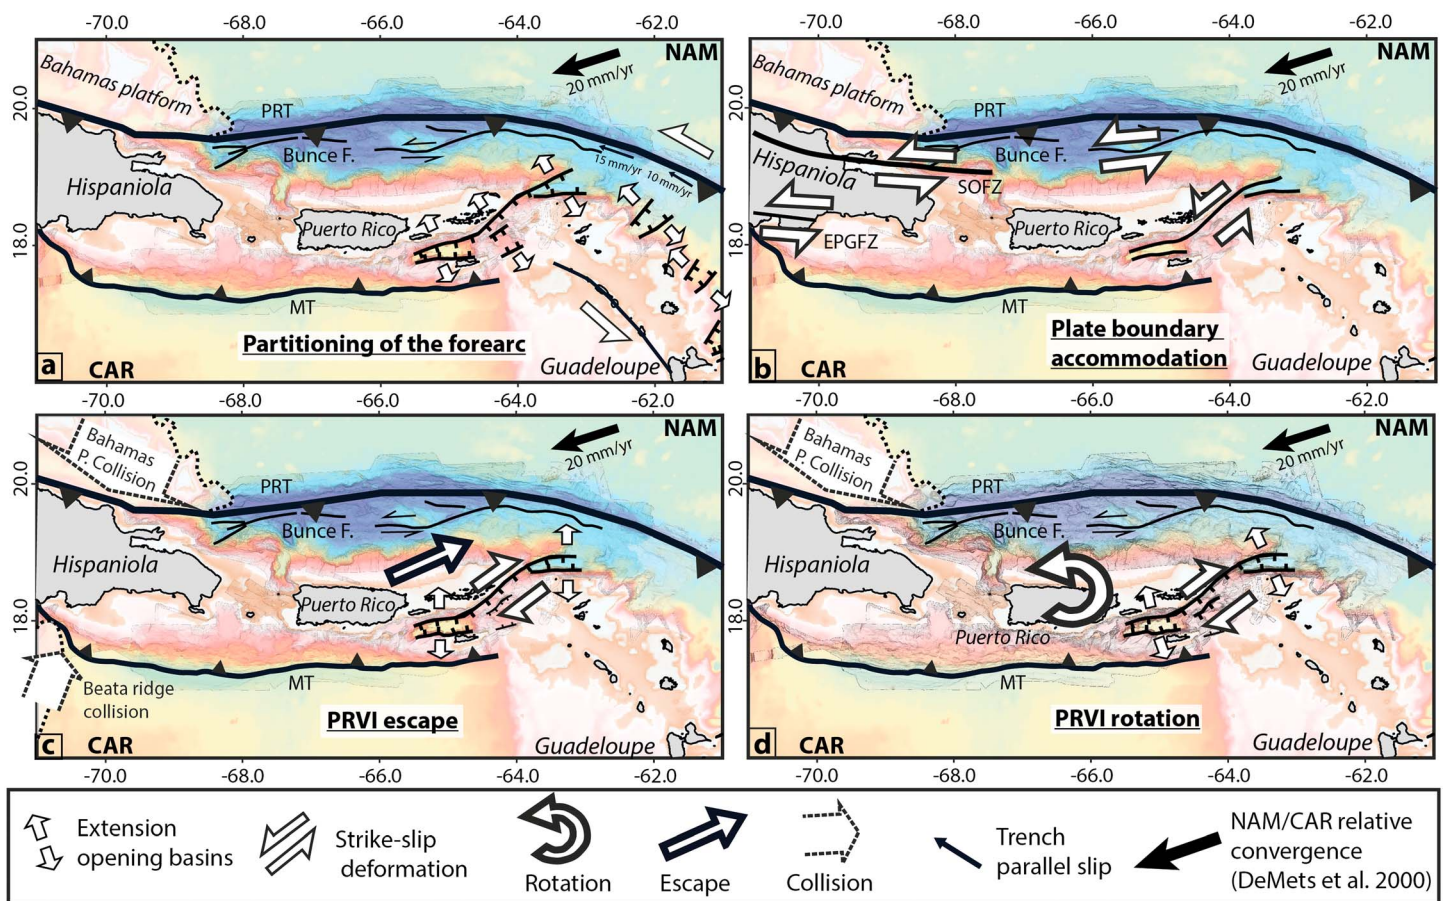 -70.0 -68.0 -66.0 -64.0 -62.0
-70.0 -68.0 -66.0 -64.0 -62.0
NAM
20 mm/yr
Bahamas platform
20.0
PRT
Bunce F.
15 mm/yr 10 mm/yr
Hispaniola
Puerto Rico
18.0
MT
Partitioning of the forearc
Guadeloupe
a
CAR
NAM
20 mm/yr
Bahamas platform
20.0
PRT
Bunce F.
Hispaniola
SOFZ
Puerto Rico
18.0
EPGFZ
MT
Plate boundary
accommodation
Guadeloupe
b
CAR
-70.0 -68.0 -66.0 -64.0 -62.0
-70.0 -68.0 -66.0 -64.0 -62.0
NAM
20 mm/yr
Bahamas
P. Collision
20.0
PRT
Bunce F.
Hispaniola
Puerto Rico
18.0
MT
Beata ridge
collision
PRVI escape
Guadeloupe
c
CAR
NAM
20 mm/yr
Bahamas
P. Collision
20.0
PRT
Bunce F.
Hispaniola
Puerto Rico
18.0
MT
PRVI rotation
Guadeloupe
d
CAR
-70.0 -68.0 -66.0 -64.0 -62.0
-70.0 -68.0 -66.0 -64.0 -62.0
Extension
opening basins
Strike-slip
deformation
Rotation
Escape
Collision
Trench
parallel slip
NAM/CAR relative
convergence
(DeMets et al. 2000)